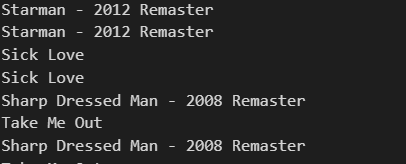 Starman - 2012 Remaster
Starman - 2012 Remaster
Sick Love
Sick Love
Sharp Dressed Man - 2008 Remaster
Take Me Out
Sharp Dressed Man - 2008 Remaster